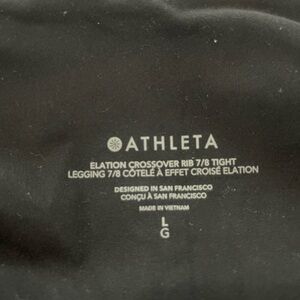 ATHLETA
ELATION CROSSOVER RIB 7/8 TIGHT
LEGGING 7/8 CÔTELÉ À EFFET CROISÉ ELATION
DESIGNED IN SAN FRANCISCO
CONÇU À SAN FRANCISCO
MADE IN VIETNAM
L
G